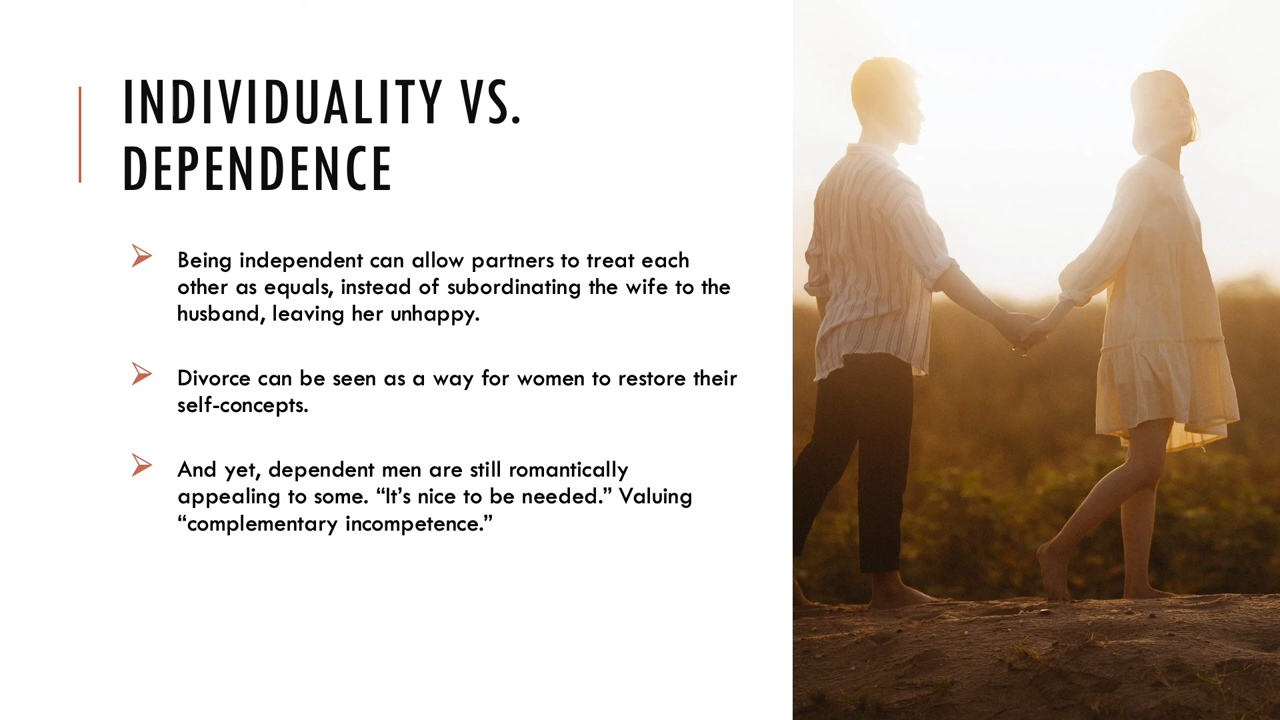 INDIVIDUALITY VS.
DEPENDENCE
Being independent can allow partners to treat each
other as equals, instead of subordinating the wife to the
husband, leaving her unhappy.
Divorce can be seen as a way for women to restore their
self-concepts.
And yet, dependent men are still romantically
appealing to some. “It’s nice to be needed.” Valuing
“complementary incompetence.”